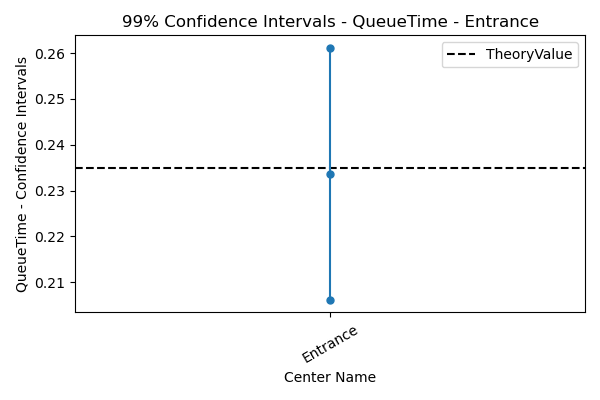 99% Confidence Intervals - QueueTime - Entrance
TheoryValue
QueueTime - Confidence Intervals
0.26
0.25
0.24
0.23
0.22
0.21
Entrance
Center Name